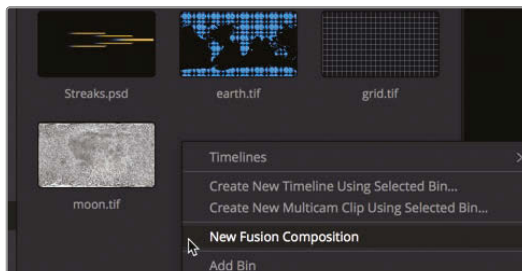 Streaks.psd
earth.tif
grid.tif
moon.tif
Timelines
Create New Timeline Using Selected Bin...
Create New Multicam Clip Using Selected Bin...
New Fusion Composition
Add Bin